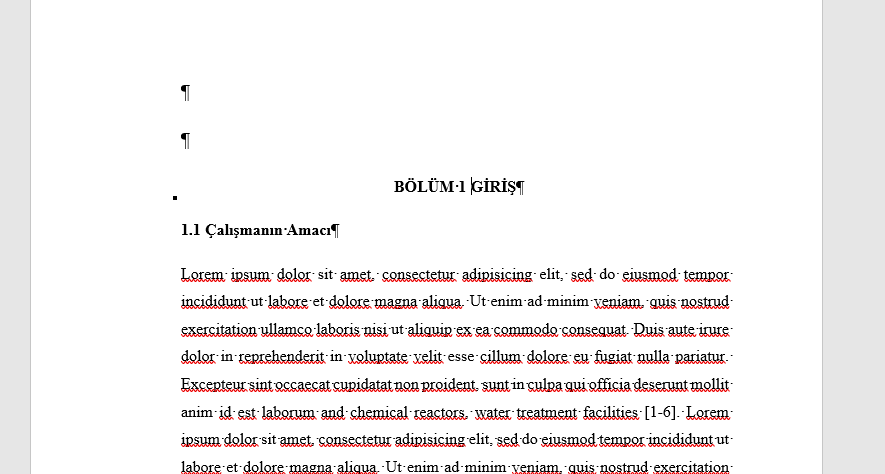 BÖLÜM 1 GİRİŞ
1.1 Çalışmanın Amacı
Lorem ipsum dolor sit amet, consectetur adipisicing elit, sed do eiusmod tempor
incididunt ut labore et dolore magna aliqua. Ut enim ad minim veniam, quis nostrud
exercitation ullamco laboris nisi ut aliquip ex ea commodo consequat. Duis aute irure
dolor in reprehenderit in voluptate velit esse cillum dolore eu fugiat nulla pariatur.
Excepteur sint occaecat cupidatat non proident, sunt in culpa qui officia deserunt mollit
anim id est laborum and chemical reactors, water treatment facilities [1-6]. Lorem
ipsum dolor sit amet, consectetur adipisicing elit, sed do eiusmod tempor incididunt ut
labore et dolore magna aliqua. Ut enim ad minim veniam, quis nostrud exercitation